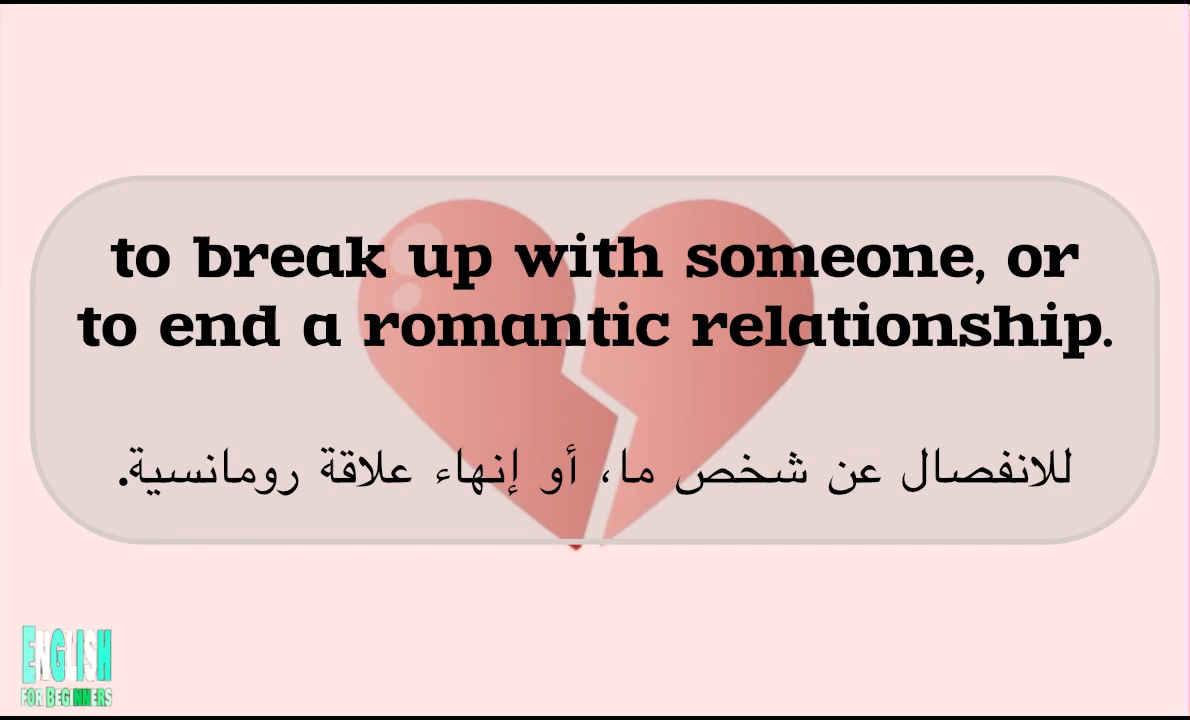 to break up with someone, or
to end a romantic relationship.
للانفصال عن شخص ما، أو إنهاء علاقة رومانسية.
ENGLISH
FOR BEGINNERS